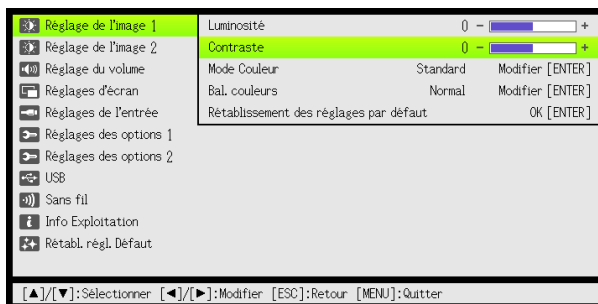 Réglage de l'image 1
Réglage de l'image 2
Réglage du volume
Réglages d'écran
Réglages de l'entrée
Réglages des options 1
Réglages des options 2
USB
Sans fil
Info Exploitation
Rétabl. régl. Défaut
Luminosité 0 - +
Contraste 0 - +
Mode Couleur Standard Modifier [ENTER]
Bal. couleurs Normal Modifier [ENTER]
Rétablissement des réglages par défaut OK [ENTER]
[▲]/[▼]:Sélectionner [◄]/[►]:Modifier [ESC]:Retour [MENU]:Quitter